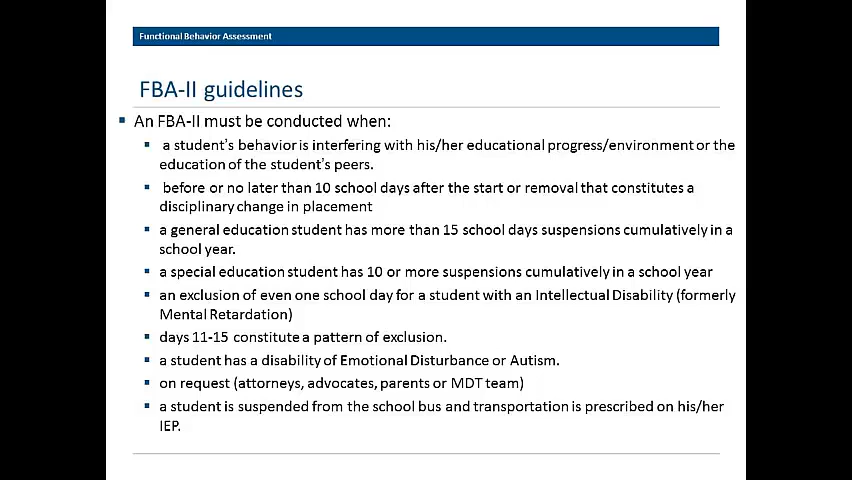 Functional Behavior Assessment
FBA-II guidelines
▪ An FBA-II must be conducted when:
▪ a student's behavior is interfering with his/her educational progress/environment or the
education of the student's peers.
▪ before or no later than 10 school days after the start or removal that constitutes a
disciplinary change in placement
▪ a general education student has more than 15 school days suspensions cumulatively in a
school year.
▪ a special education student has 10 or more suspensions cumulatively in a school year
▪ an exclusion of even one school day for a student with an Intellectual Disability (formerly
Mental Retardation)
▪ days 11-15 constitute a pattern of exclusion.
▪ a student has a disability of Emotional Disturbance or Autism.
▪ on request (attorneys, advocates, parents or MDT team)
▪ a student is suspended from the school bus and transportation is prescribed on his/her
IEP.